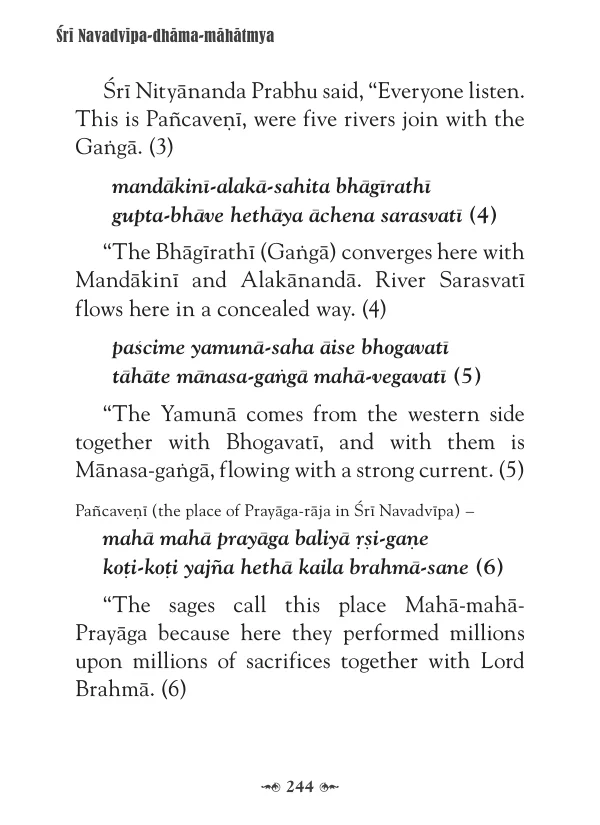 Śrī Navadvīpa-dhāma-māhātmya
Śrī Nityānanda Prabhu said, “Everyone listen.
This is Pañcaveṇī, were five rivers join with the
Gaṅgā. (3)
mandākinī-alakā-sahita bhāgīrathī
gupta-bhāve hethāya āchena sarasvatī (4)
“The Bhāgīrathī (Gaṅgā) converges here with
Mandākinī and Alakānandā. River Sarasvatī
flows here in a concealed way. (4)
paścime yamunā-saha āise bhogavatī
tāhāte mānasa-gaṅgā mahā-vegavatī (5)
“The Yamunā comes from the western side
together with Bhogavatī, and with them is
Mānasa-gaṅgā, flowing with a strong current. (5)
Pañcaveṇī (the place of Prayāga-rāja in Śrī Navadvīpa) –
mahā mahā prayāga baliyā ṛṣi-gaṇe
koṭi-koṭi yajña hethā kaila brahmā-sane (6)
“The sages call this place Mahā-mahā-
Prayāga because here they performed millions
upon millions of sacrifices together with Lord
Brahmā. (6)
244